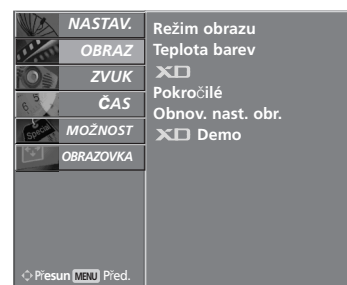 NASTAV.
OBRAZ
ZVUK
ČAS
MOŽNOST
OBRAZOVKA
Přesun MENU Před.
Režim obrazu
Teplota barev
XD
Pokročilé
Obnov. nast. obr.
XD Demo